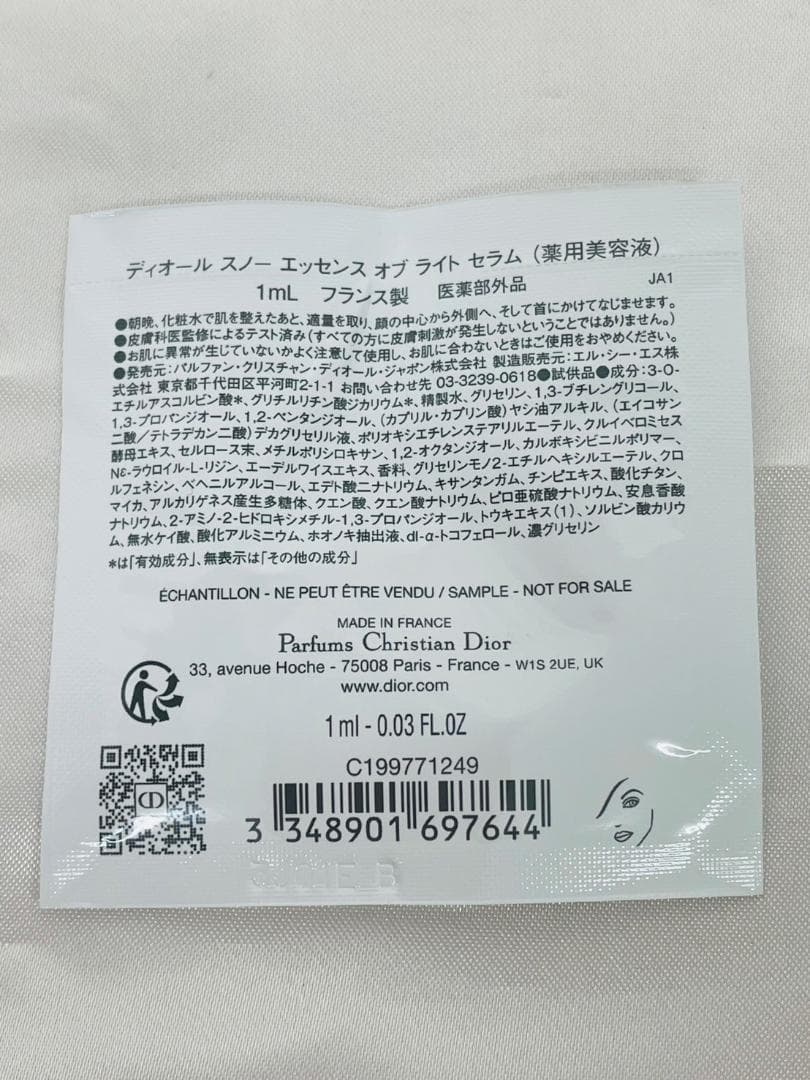 ディオール スノー エッセンス オブ ライト セラム（薬用美容液）
1mL フランス製 医薬部外品 JA1
●朝晩、化粧水で肌を整えたあと、適量を取り、顔の中心から外側へ、そして首にかけてなじませます。
●皮膚科医監修によるテスト済み（すべての方に皮膚刺激が発生しないということではありません。）
●お肌に異常が生じていないかよく注意して使用し、お肌に合わないときはご使用をおやめください。
●発売元：パルファン・クリスチャン・ディオール・ジャポン株式会社 製造販売元：エル・シー・エス株
式会社 東京都千代田区平河町2-1-1 お問い合わせ先 03-3239-0618●試供品●成分：3-O-
エチルアスコルビン酸*、グリチルリチン酸ジカリウム*、精製水、グリセリン、1,3-ブチレングリコール、
1,3-プロパンジオール、1,2-ペンタンジオール、（カプリル・カプリン酸）ヤシ油アルキル、（エイコサン
二酸／テトラデカン二酸）デカグリセリル液、ポリオキシエチレンステアリルエーテル、クルイベロミセス
酵母エキス、セルロース末、メチルポリシロキサン、1,2-オクタンジオール、カルボキシビニルポリマー、
Nε-ラウロイル-L-リジン、エーデルワイスエキス、香料、グリセリンモノ2-エチルヘキシルエーテル、クロ
ルフェネシン、ベヘニルアルコール、エデト酸二ナトリウム、キサンタンガム、チンピエキス、酸化チタン、
マイカ、アルカリゲネス産生多糖体、クエン酸、クエン酸ナトリウム、ピロ亜硫酸ナトリウム、安息香酸
ナトリウム、2-アミノ-2-ヒドロキシメチル-1,3-プロパンジオール、トウキエキス（1）、ソルビン酸カリウ
ム、無水ケイ酸、酸化アルミニウム、ホオノキ抽出液、dl-α-トコフェロール、濃グリセリン
*は「有効成分」、無表示は「その他の成分」
ÉCHANTILLON - NE PEUT ÊTRE VENDU / SAMPLE - NOT FOR SALE
MADE IN FRANCE
Parfums Christian Dior
33, avenue Hoche - 75008 Paris - France - W1S 2UE, UK
www.dior.com
1 ml - 0.03 FL.OZ
C199771249
3 348901 697644
CD